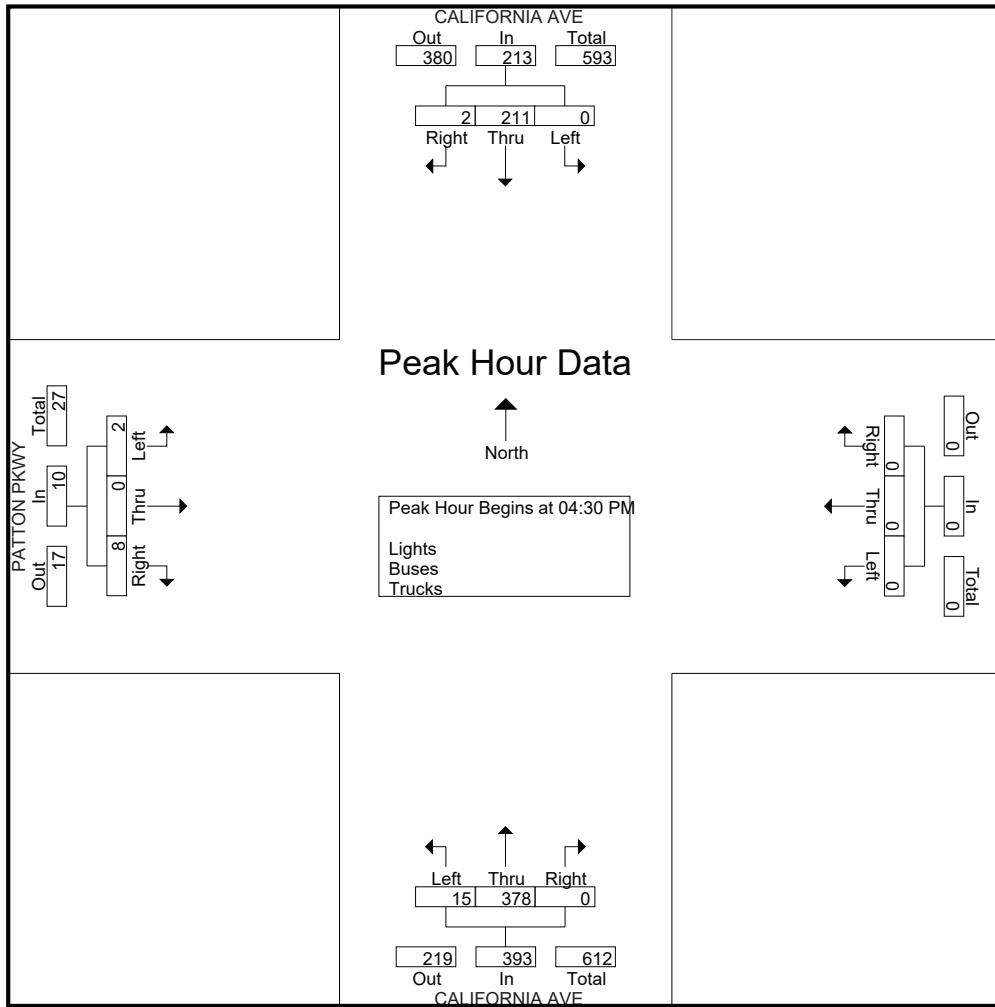 CALIFORNIA AVE
Out In Total
380 213 593
2 211 0
Right Thru Left
Peak Hour Data
North
Peak Hour Begins at 04:30 PM
Lights
Buses
Trucks
PATTON PKWY
Total In Out
27 10 17
2 0 8
Left Thru Right
Right Thru Left
0 0 0
Out In Total
0 0 0
Left Thru Right
15 378 0
219 393 612
Out In Total
CALIFORNIA AVE